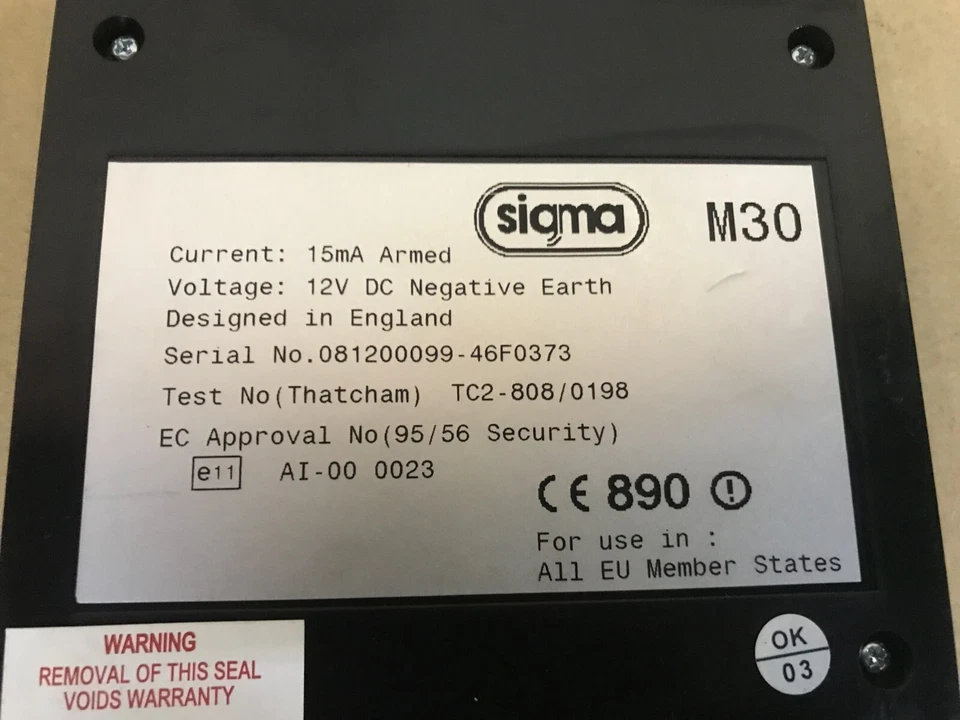 sigma
M30
Current: 15mA Armed
Voltage: 12V DC Negative Earth
Designed in England
Serial No.081200099-46F0373
Test No(Thatcham) TC2-808/0198
EC Approval No(95/56 Security)
e11 AI-00 0023
CE 890 !
For use in :
All EU Member States
WARNING
REMOVAL OF THIS SEAL
VOIDS WARRANTY
OK
03